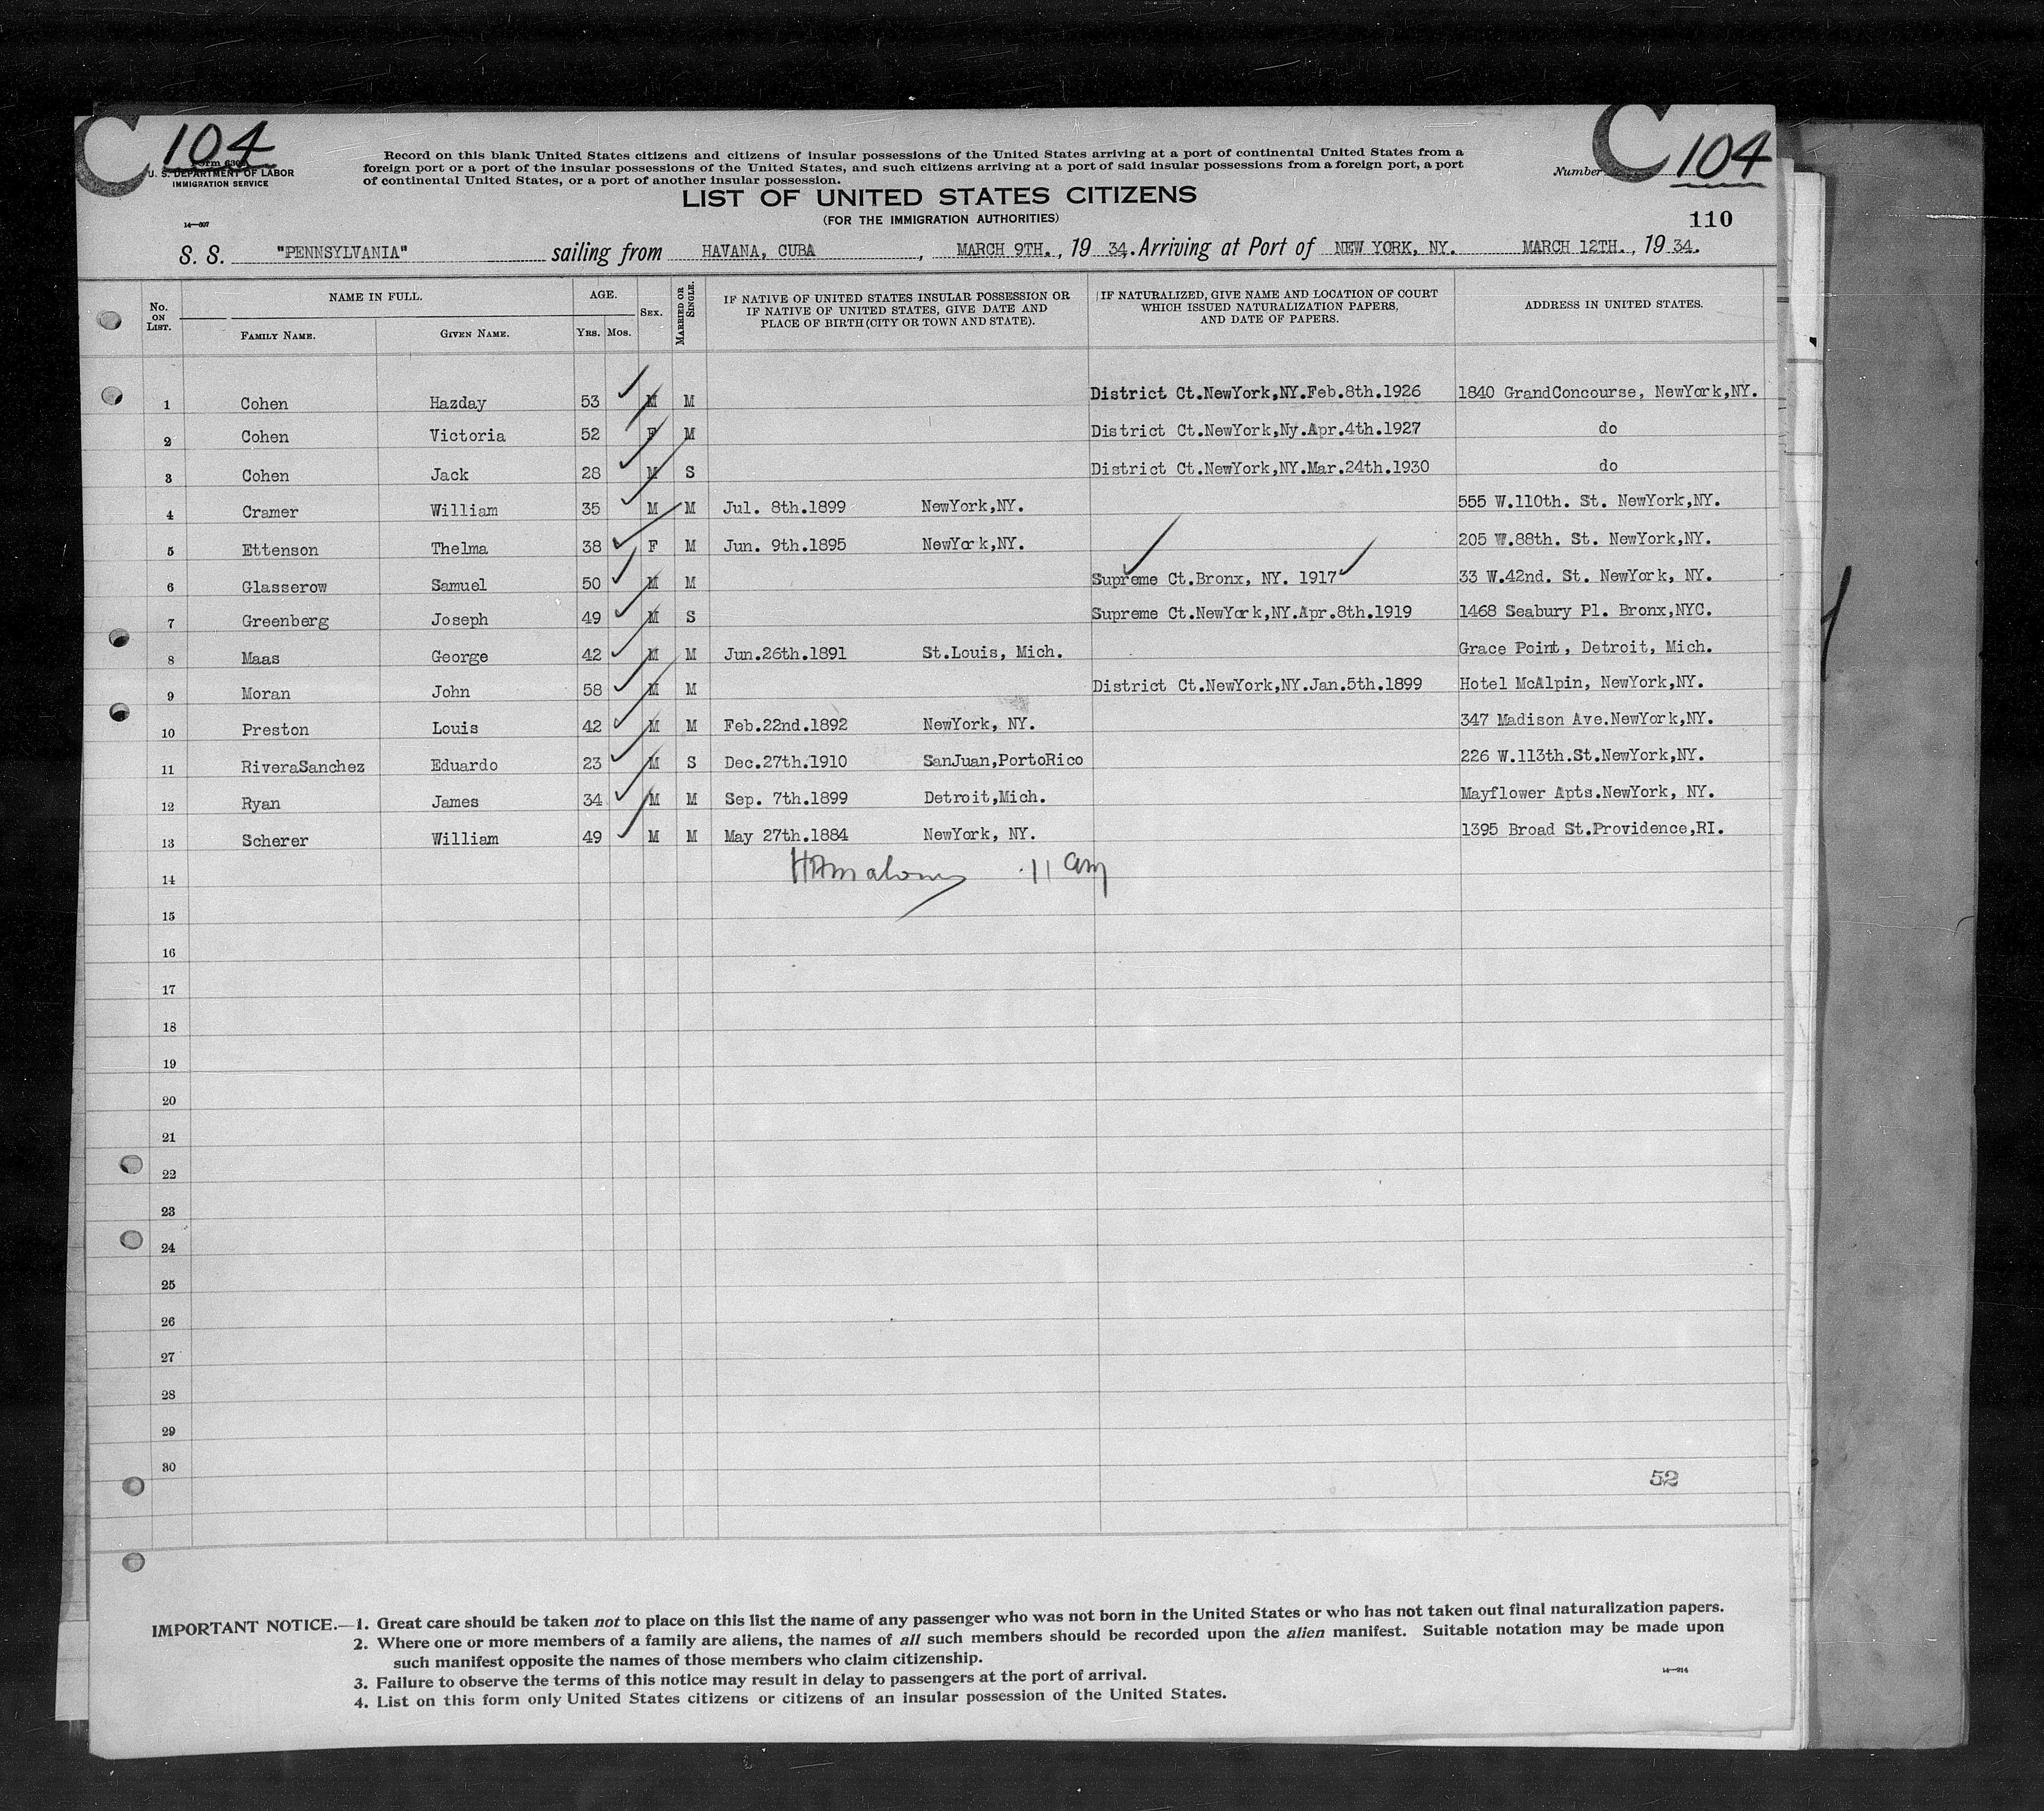 C 104
Form 630
U. S. DEPARTMENT OF LABOR
IMMIGRATION SERVICE
14—607
Record on this blank United States citizens and citizens of insular possessions of the United States arriving at a port of continental United States from a
foreign port or a port of the insular possessions of the United States, and such citizens arriving at a port of said insular possessions from a foreign port, a port
of continental United States, or a port of another insular possession.
Number C 104
LIST OF UNITED STATES CITIZENS
(FOR THE IMMIGRATION AUTHORITIES)
110
S. S. "PENNSYLVANIA" sailing from HAVANA, CUBA , MARCH 9TH. , 19 34. Arriving at Port of NEW YORK, NY. MARCH 12TH. , 19 34.
No. ON LIST. NAME IN FULL. FAMILY NAME. GIVEN NAME. AGE. YRS. MOS. SEX. MARRIED OR SINGLE. IF NATIVE OF UNITED STATES INSULAR POSSESSION OR IF NATIVE OF UNITED STATES, GIVE DATE AND PLACE OF BIRTH (CITY OR TOWN AND STATE). IF NATURALIZED, GIVE NAME AND LOCATION OF COURT WHICH ISSUED NATURALIZATION PAPERS, AND DATE OF PAPERS. ADDRESS IN UNITED STATES.
1 Cohen Hazday 53 M M District Ct.NewYork,NY.Feb.8th.1926 1840 GrandConcourse, NewYork,NY.
2 Cohen Victoria 52 F M District Ct.NewYork,Ny.Apr.4th.1927 do
3 Cohen Jack 28 M S District Ct.NewYork,NY.Mar.24th.1930 do
4 Cramer William 35 M M Jul. 8th.1899 NewYork,NY. 555 W.110th. St. NewYork,NY.
5 Ettenson Thelma 38 F M Jun. 9th.1895 NewYork,NY. 205 W.88th. St. NewYork,NY.
6 Glasserow Samuel 50 M M Supreme Ct.Bronx, NY. 1917 33 W.42nd. St. NewYork, NY.
7 Greenberg Joseph 49 M S Supreme Ct.NewYork,NY.Apr.8th.1919 1468 Seabury Pl. Bronx,NYC.
8 Maas George 42 M M Jun.26th.1891 St.Louis, Mich. Grace Point, Detroit, Mich.
9 Moran John 58 M M District Ct.NewYork,NY.Jan.5th.1899 Hotel McAlpin, NewYork,NY.
10 Preston Louis 42 M M Feb.22nd.1892 NewYork, NY. 347 Madison Ave.NewYork,NY.
11 RiveraSanchez Eduardo 23 M S Dec.27th.1910 SanJuan,PortoRico 226 W.113th.St.NewYork,NY.
12 Ryan James 34 M M Sep. 7th.1899 Detroit,Mich. Mayflower Apts.NewYork, NY.
13 Scherer William 49 M M May 27th.1884 NewYork, NY. 1395 Broad St.Providence,RI.
14 11 am
15
16
17
18
19
20
21
22
23
24
25
26
27
28
29
30
52
IMPORTANT NOTICE.—1. Great care should be taken not to place on this list the name of any passenger who was not born in the United States or who has not taken out final naturalization papers.
2. Where one or more members of a family are aliens, the names of all such members should be recorded upon the alien manifest. Suitable notation may be made upon
such manifest opposite the names of those members who claim citizenship.
3. Failure to observe the terms of this notice may result in delay to passengers at the port of arrival.
4. List on this form only United States citizens or citizens of an insular possession of the United States.
14—914